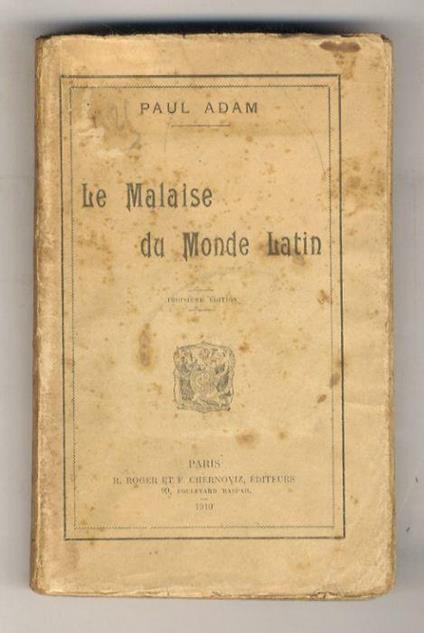 PAUL ADAM
Le Malaise
du Monde Latin
TROISIÈME ÉDITION
PARIS
R. ROGER ET F. CHERNOVIZ, ÉDITEURS
99, BOULEVARD RASPAIL
1910